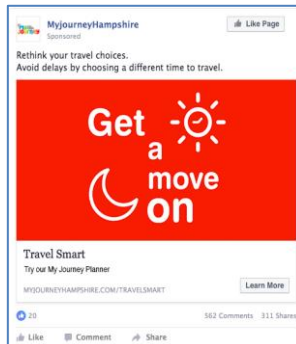 MyjourneyHampshire
Like Page
Sponsored
Rethink your travel choices.
Avoid delays by choosing a different time to travel.
Get
a
move
on
Travel Smart
Try our My Journey Planner
MYJOURNEYHAMPSHIRE.COM/TRAVELSMART
Learn More
20
562 Comments 311 Shares
Like Comment Share